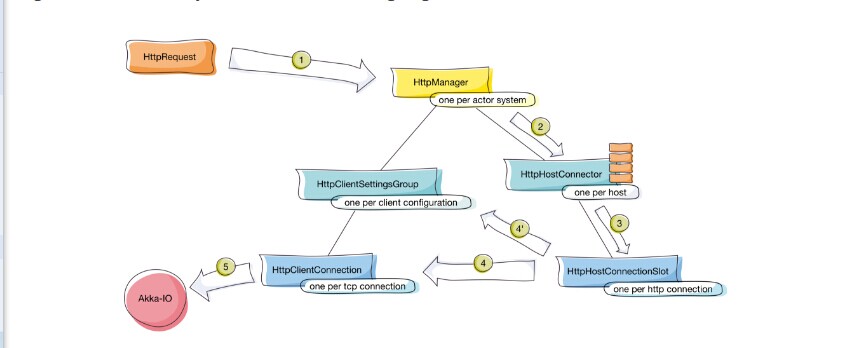 HttpRequest
1
HttpManager
one per actor system
2
HttpHostConnector
one per host
HttpClientSettingsGroup
one per client configuration
3
4'
4
5
HttpClientConnection
one per tcp connection
HttpHostConnectionSlot
one per http connection
Akka-IO